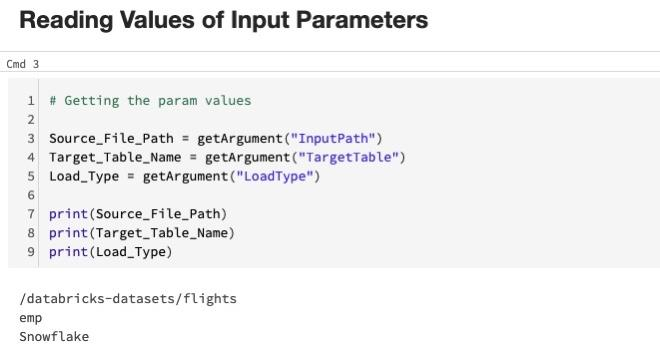 Reading Values of Input Parameters
Cmd 3
1 # Getting the param values
2
3 Source_File_Path = getArgument("InputPath")
4 Target_Table_Name = getArgument("TargetTable")
5 Load_Type = getArgument("LoadType")
6
7 print(Source_File_Path)
8 print(Target_Table_Name)
9 print(Load_Type)
/databricks-datasets/flights
emp
Snowflake